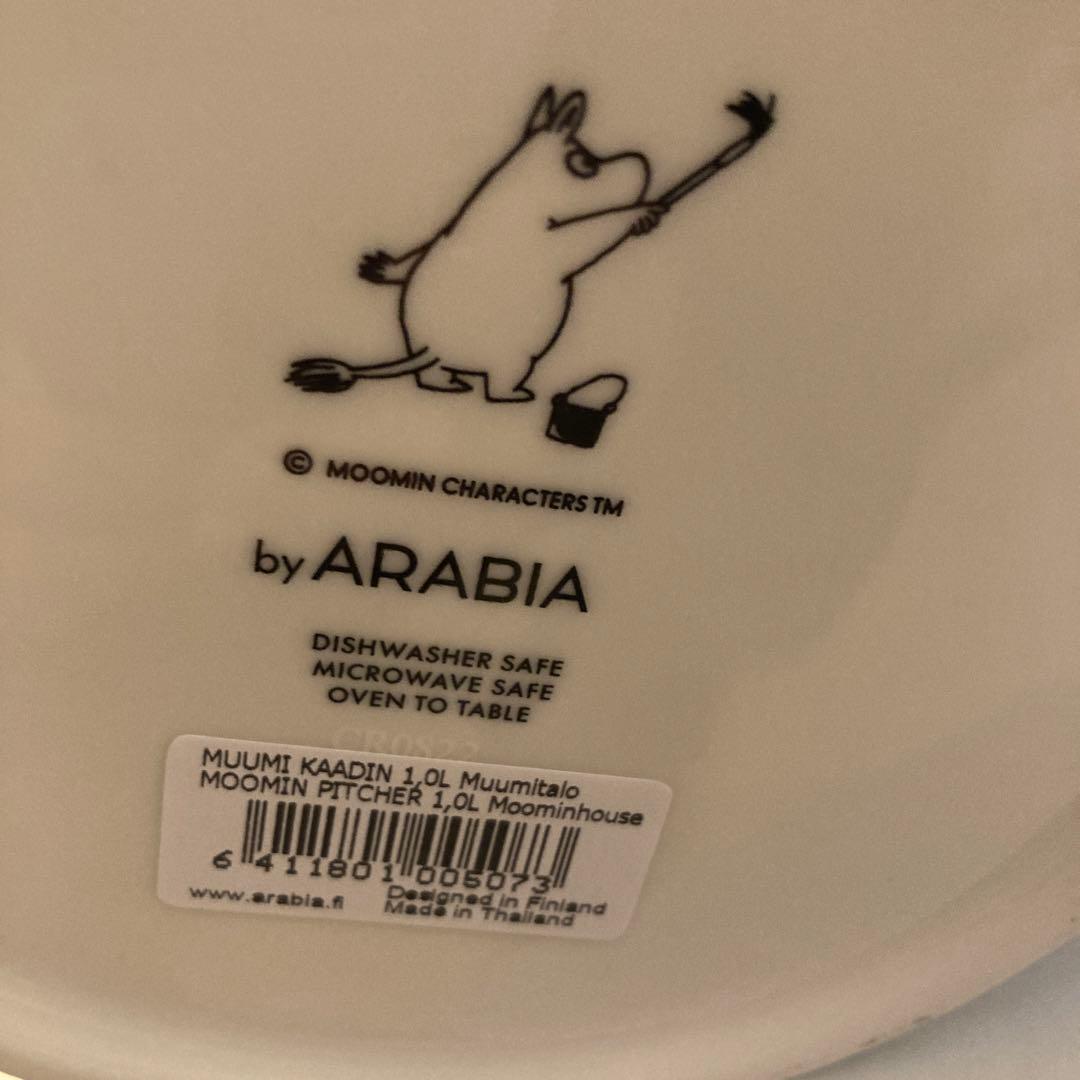 © MOOMIN CHARACTERS TM
by ARABIA
DISHWASHER SAFE
MICROWAVE SAFE
OVEN TO TABLE
MUUMI KAADIN 1,0L Muumitalo
MOOMIN PITCHER 1,0L Moominhouse
6 411801 005073
www.arabia.fi
Designed in Finland
Made in Thailand